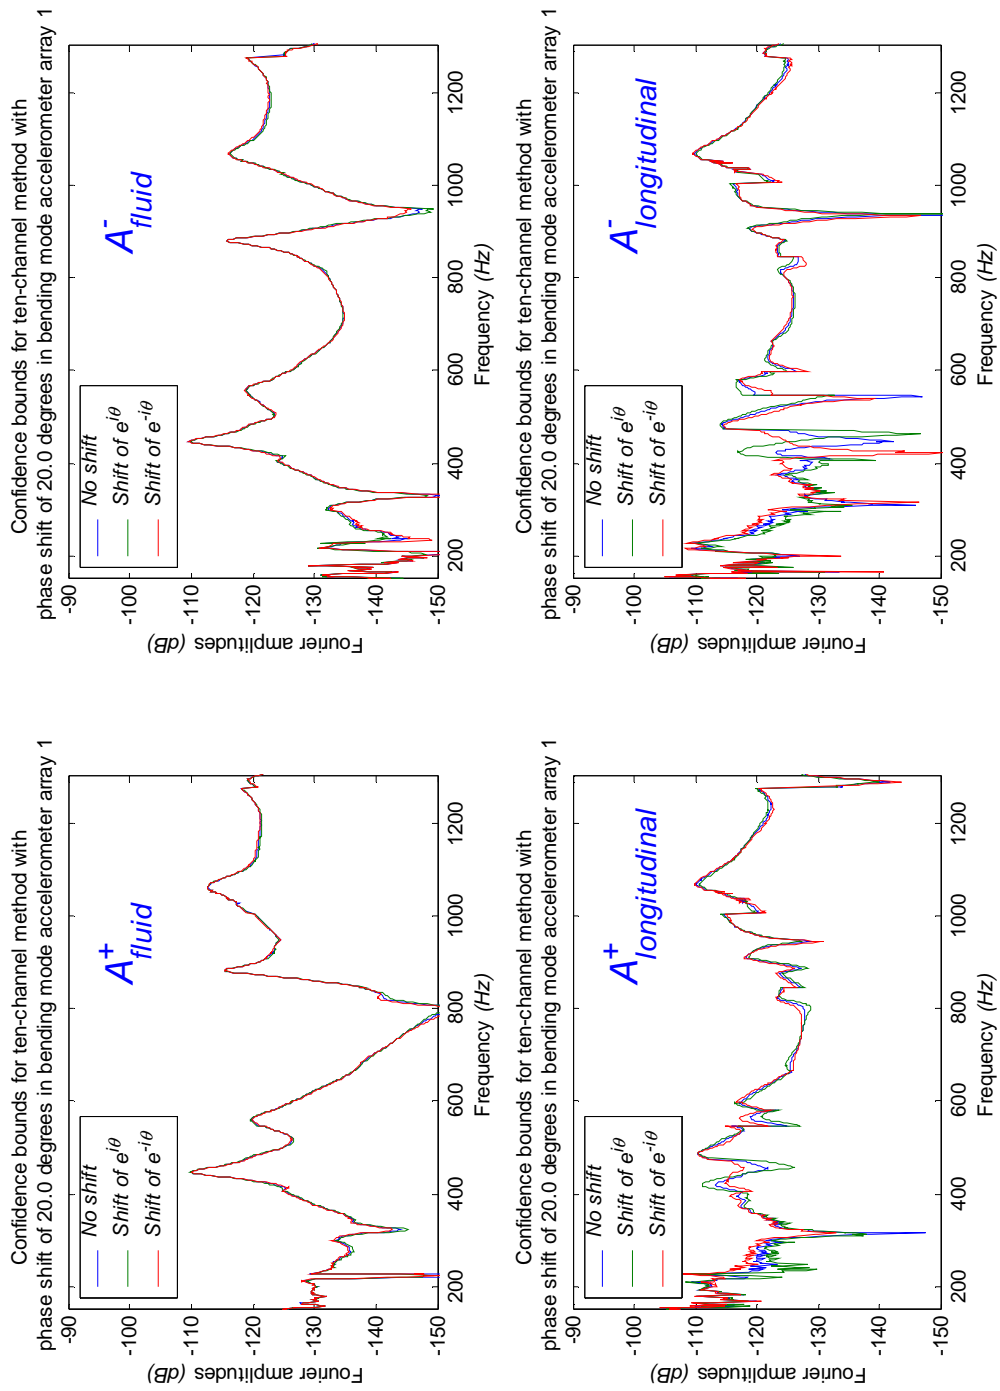 Confidence bounds for ten-channel method with
phase shift of 20.0 degrees in bending mode accelerometer array 1
-90
-100
-110
-120
-130
-140
-150
Fourier amplitudes (dB)
No shift
Shift of e^{iθ}
Shift of e^{-iθ}
A^{+}_{fluid}
200 400 600 800 1000 1200
Frequency (Hz)
Confidence bounds for ten-channel method with
phase shift of 20.0 degrees in bending mode accelerometer array 1
-90
-100
-110
-120
-130
-140
-150
Fourier amplitudes (dB)
No shift
Shift of e^{iθ}
Shift of e^{-iθ}
A^{-}_{fluid}
200 400 600 800 1000 1200
Frequency (Hz)
Confidence bounds for ten-channel method with
phase shift of 20.0 degrees in bending mode accelerometer array 1
-90
-100
-110
-120
-130
-140
-150
Fourier amplitudes (dB)
No shift
Shift of e^{iθ}
Shift of e^{-iθ}
A^{+}_{longitudinal}
200 400 600 800 1000 1200
Frequency (Hz)
Confidence bounds for ten-channel method with
phase shift of 20.0 degrees in bending mode accelerometer array 1
-90
-100
-110
-120
-130
-140
-150
Fourier amplitudes (dB)
No shift
Shift of e^{iθ}
Shift of e^{-iθ}
A^{-}_{longitudinal}
200 400 600 800 1000 1200
Frequency (Hz)